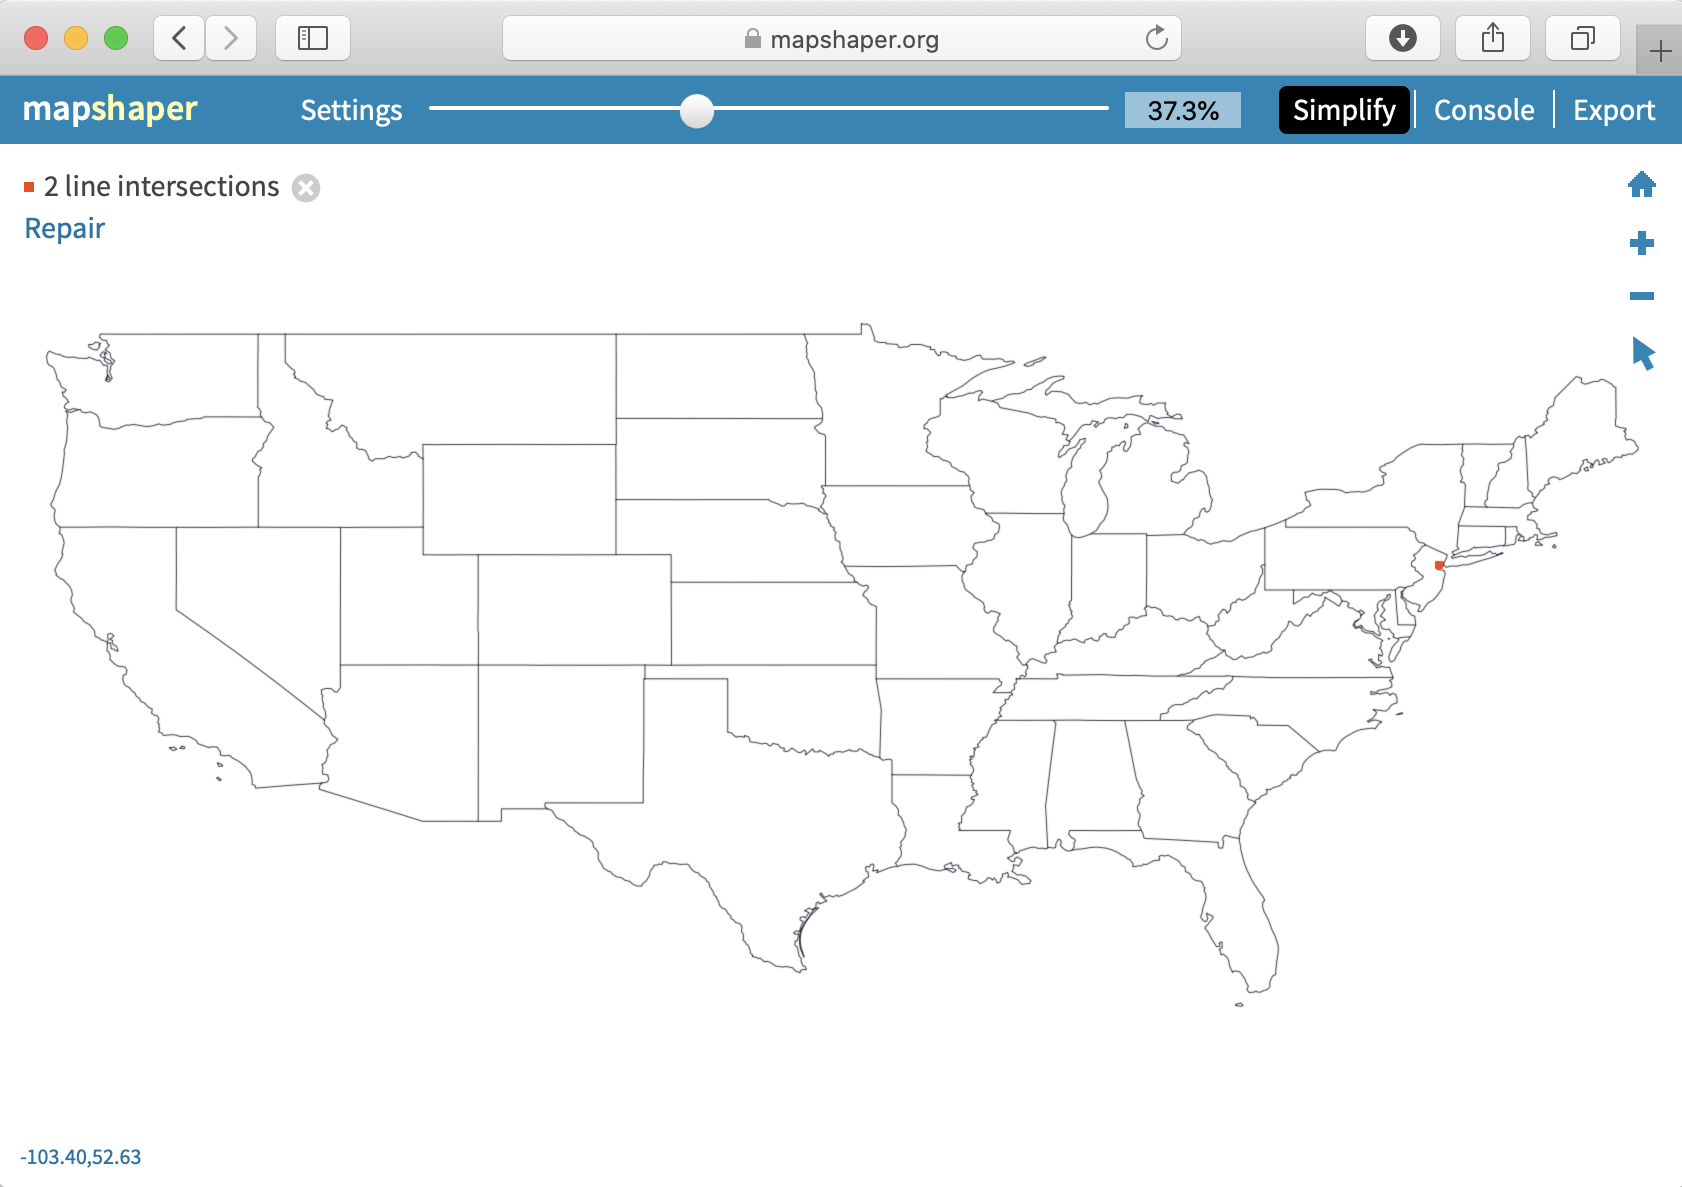 mapshaper.org
mapshaper Settings 37.3% Simplify Console Export
2 line intersections
Repair
-103.40,52.63